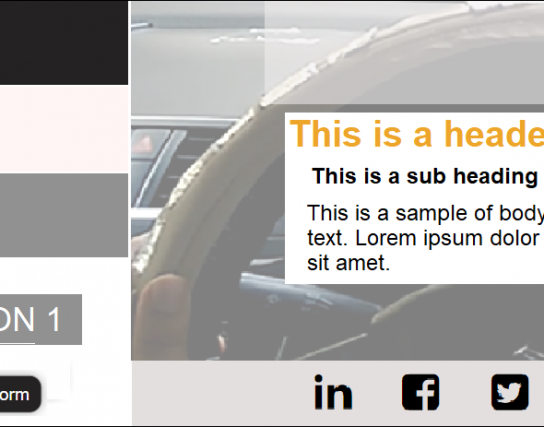 This is a heade
This is a sub heading
This is a sample of body
text. Lorem ipsum dolor
sit amet.
ON 1
orm
in